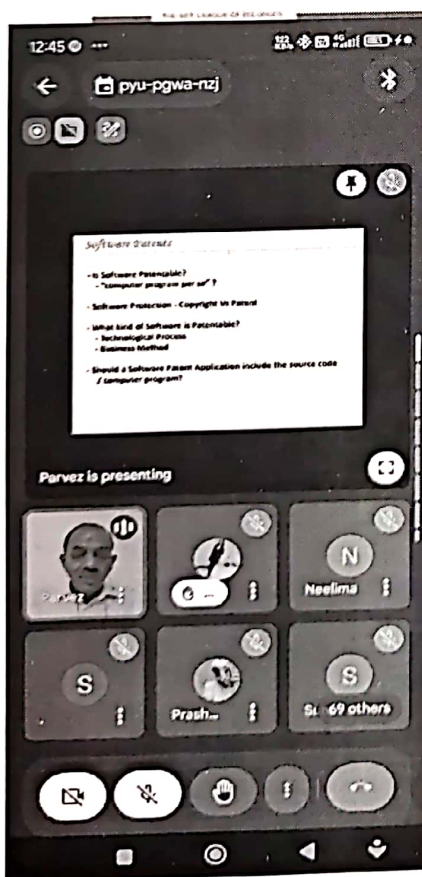 12:45
4G
pyu-pgwa-nzj
Software Patents
- Is Software Patentable?
- "computer program per se" ?
- Software Protection - Copyright Vs Patent
- What kind of Software is Patentable?
- Technological Process
- Business Method
- Should a Software Patent Application include the source code
/ computer program?
Parvez is presenting
Parvez
N
Neelima
S
Prash...
S
69 others